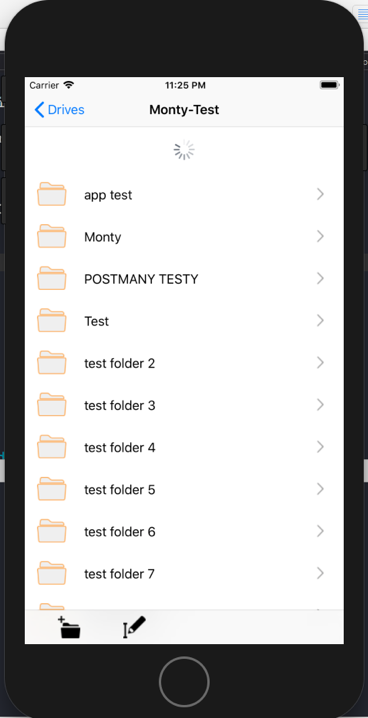 Carrier
11:25 PM
Drives
Monty-Test
app test
Monty
POSTMANY TESTY
Test
test folder 2
test folder 3
test folder 4
test folder 5
test folder 6
test folder 7